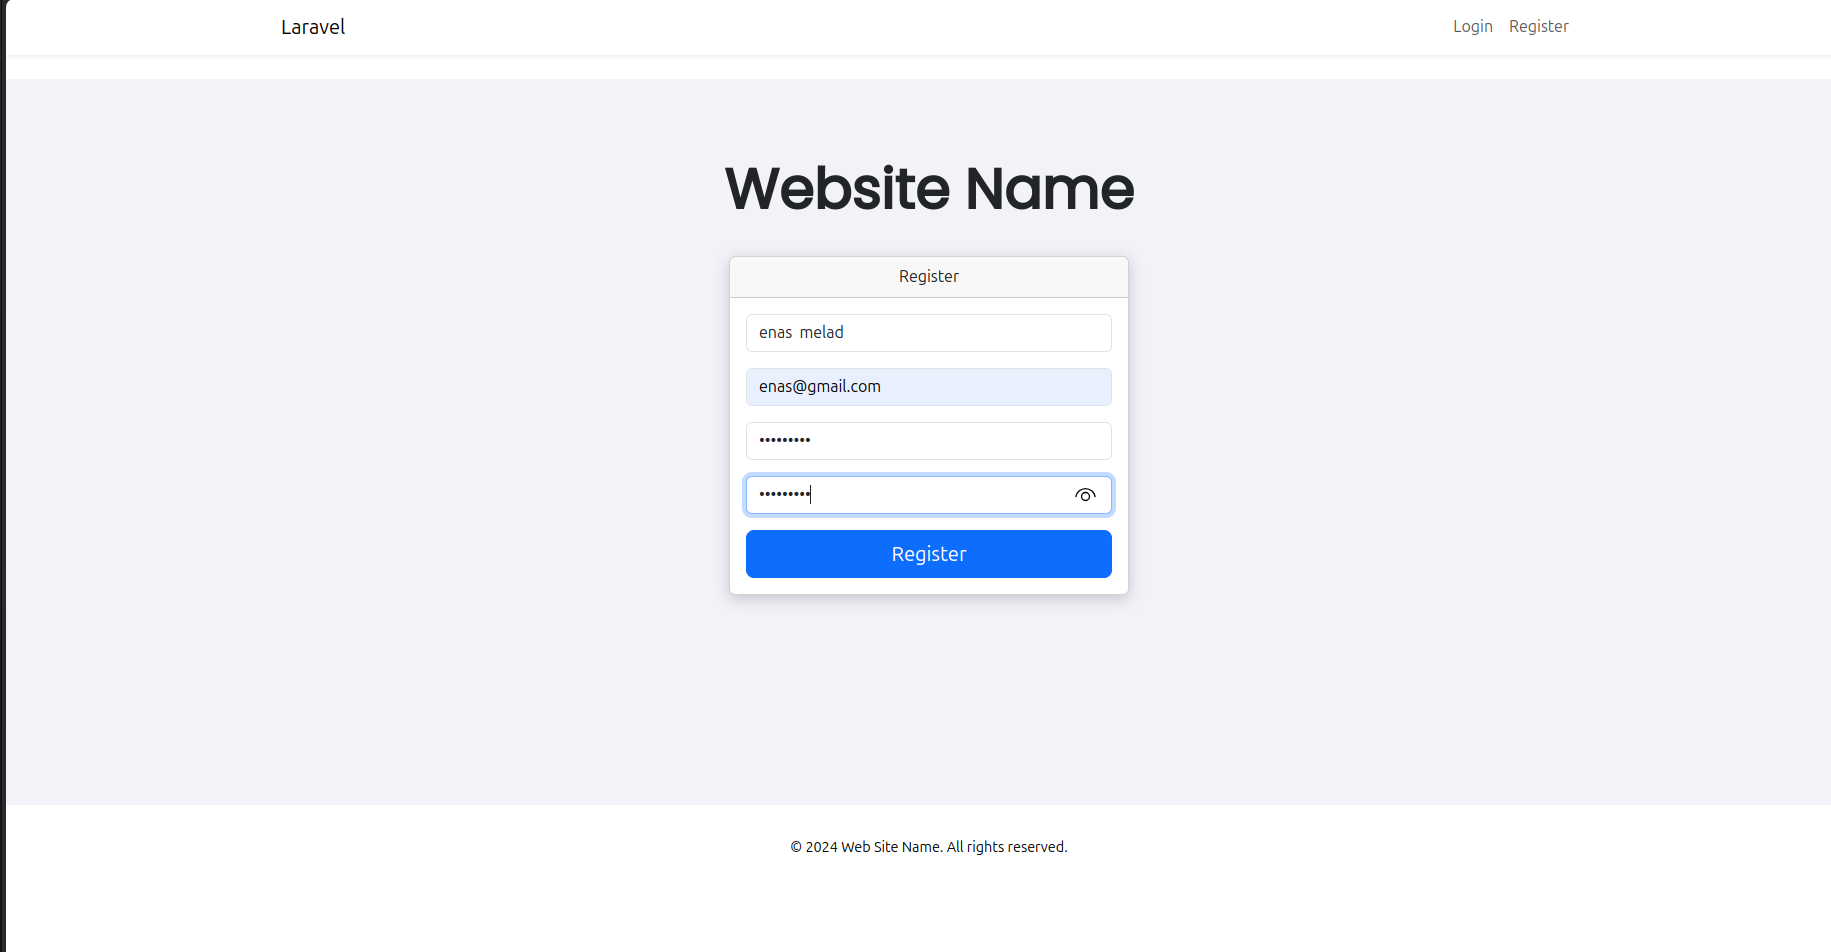 Laravel
Login Register
Website Name
Register
enas  melad
enas@gmail.com
•••••••••
•••••••••
Register
© 2024 Web Site Name. All rights reserved.